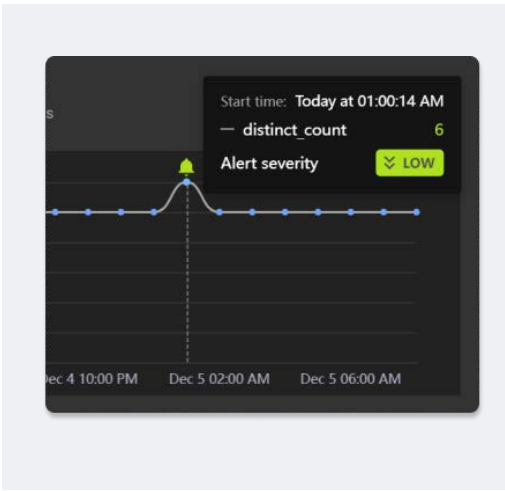 s
Start time: Today at 01:00:14 AM
distinct_count 6
Alert severity LOW
Dec 4 10:00 PM Dec 5 02:00 AM Dec 5 06:00 AM